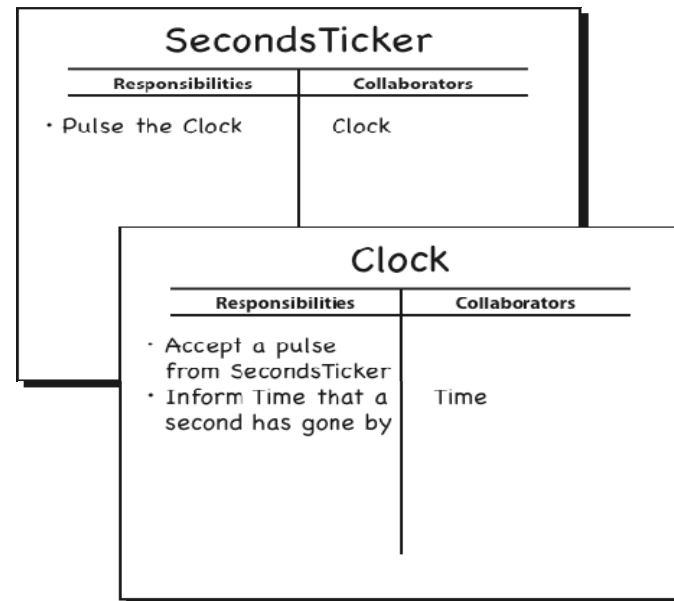 SecondsTicker
Responsibilities Collaborators
• Pulse the Clock Clock
Clock
Responsibilities Collaborators
• Accept a pulse
from SecondsTicker
• Inform Time that a Time
second has gone by